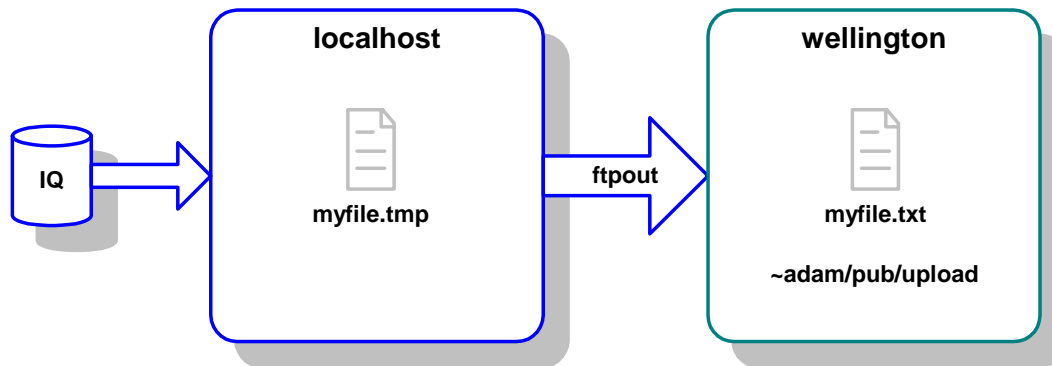 localhost
wellington
IQ
ftpout
myfile.tmp
myfile.txt
~adam/pub/upload